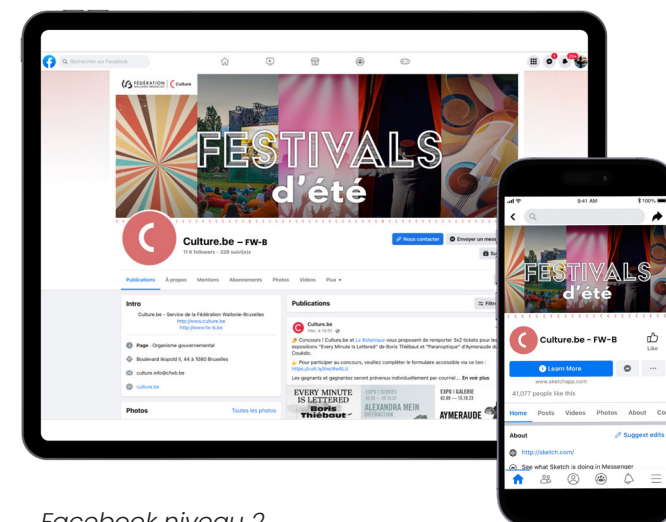 Rechercher sur Facebook
FÉDÉRATION
WALLONIE-BRUXELLES
Culture
FESTIVALS
d'été
Culture.be – FW-B
11 K followers • 328 suivi(e)s
Nous contacter
Envoyer un mess
Publications À propos Mentions Abonnements Photos Vidéos Plus
Intro
Culture.be - Service de la Fédération Wallonie-Bruxelles
http://www.culture.be
http://www.fw-b.be
Page · Organisme gouvernemental
Boulevard léopold II, 44 à 1080 Bruxelles
culture.info@cfwb.be
culture.be
Photos
Toutes les photos
Publications
Filtr
Culture.be
Concours ! Culture.be et Le Botanique vous proposent de remporter 3x2 tickets pour les
expositions "Every Minute is Lettered" de Boris Thiébaut et "Paranoptique" d'Aymeraude du
Couëdic.
Pour participer au concours, veuillez compléter le formulaire accessible via ce lien :
Les gagnants et gagnantes seront prévenus individuellement par courriel... En voir plus
EVERY MINUTE
IS LETTERED
Boris
Thiébaut
EXPO I SERRES
ALEXANDRA MEIN
DIFFRACTION
EXPO I GALERIE
AYMERAUDE
9:41 AM
100%
FESTIVALS
d'été
Culture.be - FW-B
Like
Learn More
www.sketchapp.com
41,077 people like this
Home Posts Videos Photos About Co
About
Suggest edits
http://sketch.com/
See what Sketch is doing in Messenger
Facebook niveau 2